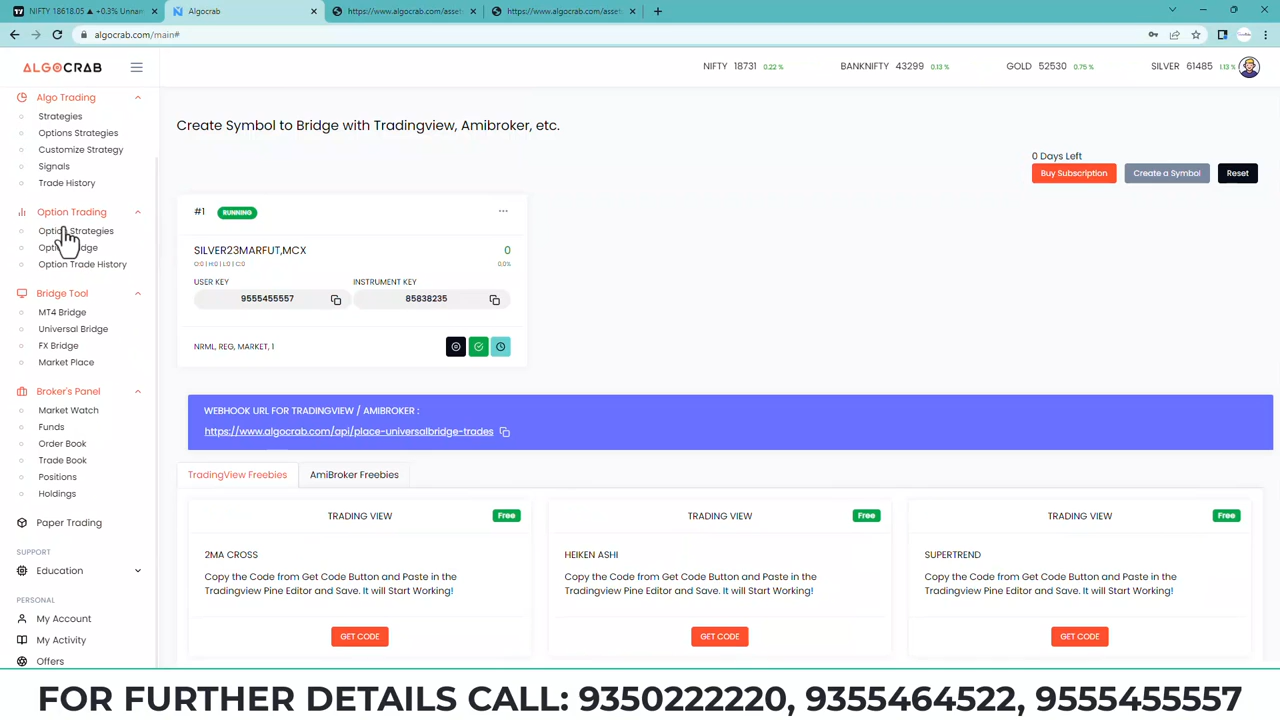 NIFTY 18618.05 ▲ +0.3% Unnam
Algocrab
https://www.algocrab.com/asset
https://www.algocrab.com/asset
algocrab.com/main#
ALGOCRAB
NIFTY 18731 0.22 %
BANKNIFTY 43299 0.13 %
GOLD 52530 0.75 %
SILVER 61485 1.13 %
Algo Trading
Strategies
Options Strategies
Customize Strategy
Signals
Trade History
Option Trading
Option Strategies
Option Trade History
Bridge Tool
MT4 Bridge
Universal Bridge
FX Bridge
Market Place
Broker's Panel
Market Watch
Funds
Order Book
Trade Book
Positions
Holdings
Paper Trading
SUPPORT
Education
PERSONAL
My Account
My Activity
Offers
Create Symbol to Bridge with Tradingview, Amibroker, etc.
0 Days Left
Buy Subscription
Create a Symbol
Reset
#1 RUNNING
SILVER23MARFUT,MCX 0
O:0 | H:0 | L:0 | C:0 0.0%
USER KEY INSTRUMENT KEY
9555455557 85838235
NRML, REG, MARKET, 1
WEBHOOK URL FOR TRADINGVIEW / AMIBROKER :
https://www.algocrab.com/api/place-universalbridge-trades
TradingView Freebies AmiBroker Freebies
TRADING VIEW Free
2MA CROSS
Copy the Code from Get Code Button and Paste in the
Tradingview Pine Editor and Save. It will Start Working!
GET CODE
TRADING VIEW Free
HEIKEN ASHI
Copy the Code from Get Code Button and Paste in the
Tradingview Pine Editor and Save. It will Start Working!
GET CODE
TRADING VIEW Free
SUPERTREND
Copy the Code from Get Code Button and Paste in the
Tradingview Pine Editor and Save. It will Start Working!
GET CODE
FOR FURTHER DETAILS CALL: 9350222220, 9355464522, 9555455557